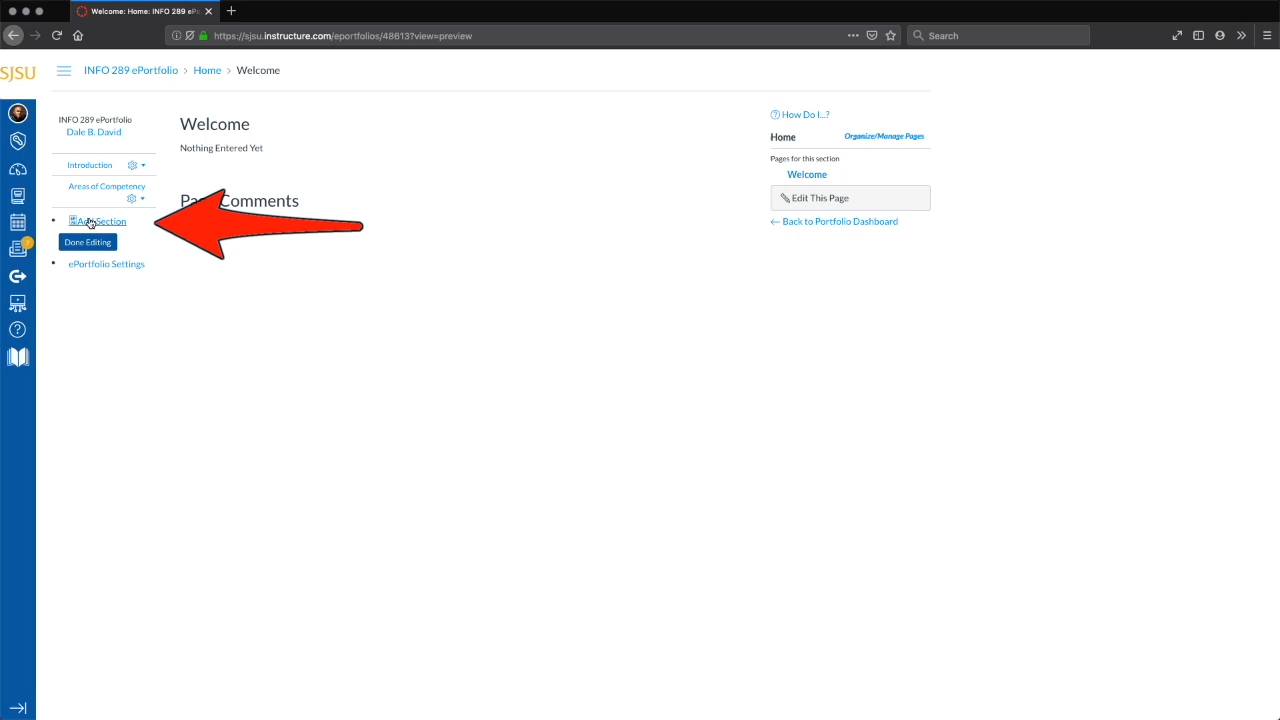 Welcome: Home: INFO 289 ePo
https://sjsu.instructure.com/eportfolios/48613?view=preview
Search
SJSU
INFO 289 ePortfolio > Home > Welcome
INFO 289 ePortfolio
Dale B. David
Introduction
Areas of Competency
Add Section
Done Editing
ePortfolio Settings
Welcome
Nothing Entered Yet
Comments
How Do I...?
Home
Organize/Manage Pages
Pages for this section
Welcome
Edit This Page
Back to Portfolio Dashboard